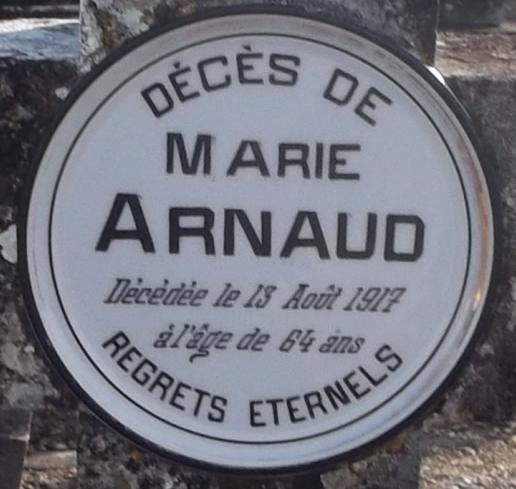 DÉCÈS DE
MARIE
ARNAUD
Décédée le 13 Août 1917
à l'âge de 64 ans
REGRETS ETERNELS